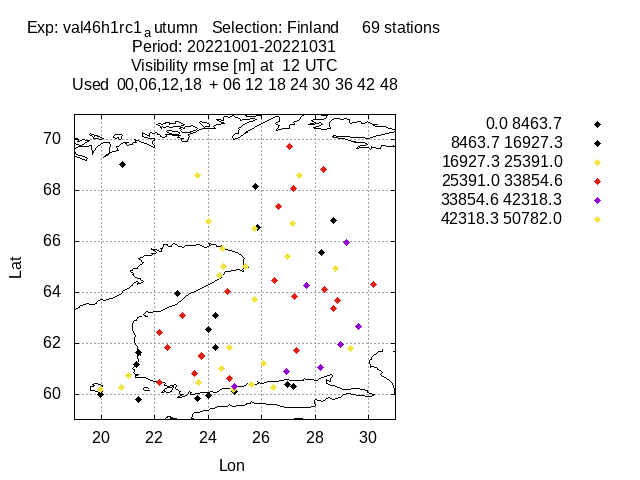 Exp: val46h1rc1autumn Selection: Finland 69 stations
Period: 20221001-20221031
Visibility rmse [m] at 12 UTC
Used 00,06,12,18 + 06 12 18 24 30 36 42 48
0.0 8463.7
8463.7 16927.3
16927.3 25391.0
25391.0 33854.6
33854.6 42318.3
42318.3 50782.0
70
68
66
64
62
60
Lat
20 22 24 26 28 30
Lon